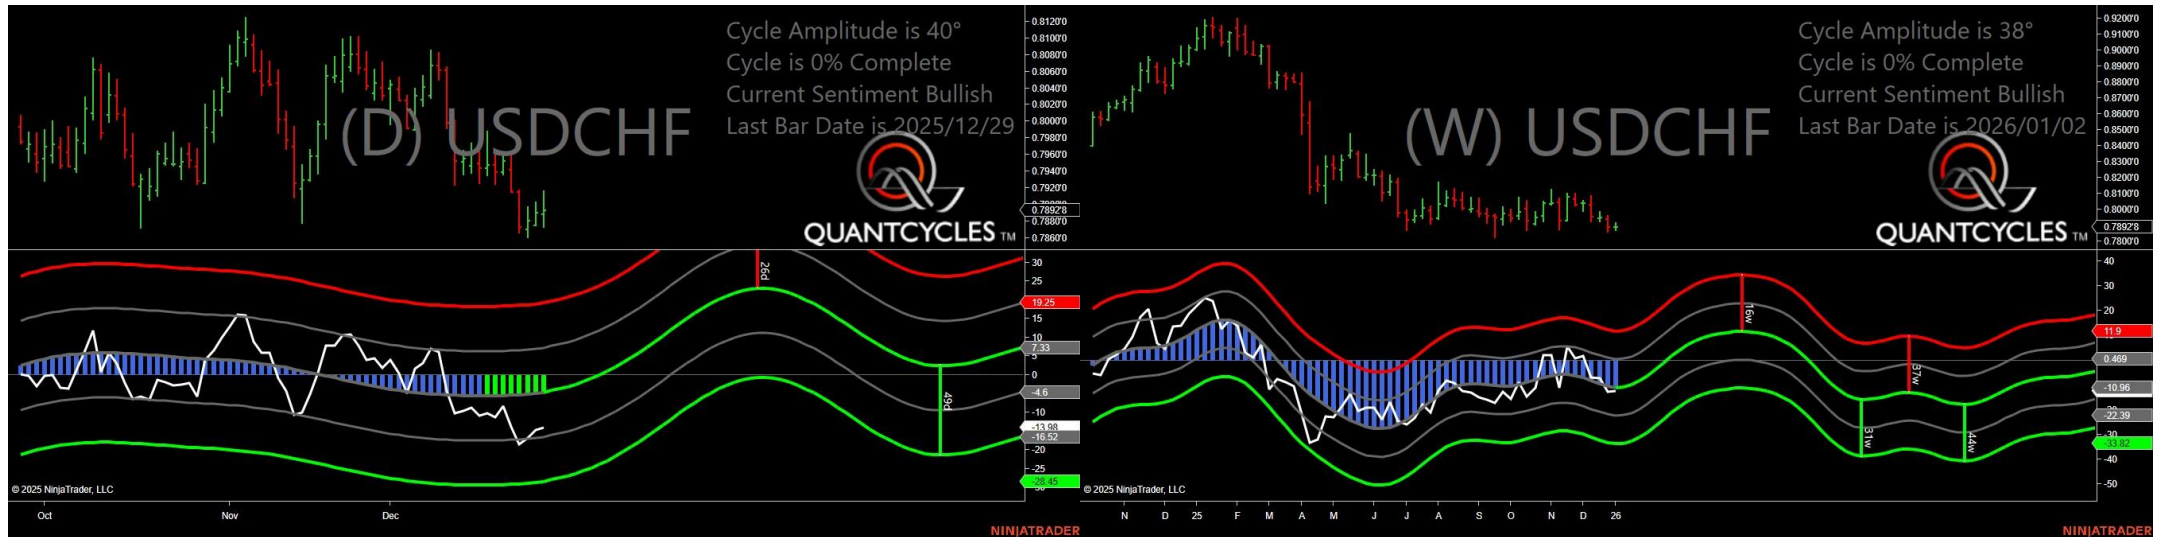 Cycle Amplitude is 40°
Cycle is 0% Complete
Current Sentiment Bullish
Last Bar Date is 2025/12/29
(D) USDCHF
QUANTCYCLES TM
0.8120'0
0.8100'0
0.8080'0
0.8060'0
0.8040'0
0.8020'0
0.8000'0
0.7980'0
0.7960'0
0.7940'0
0.7920'0
0.7892'8
0.7880'0
0.7860'0
26d
49d
30
25
19.25
15
10
7.33
5
0
-4.6
-10
-13.98
-16.52
-20
-25
-28.45
© 2025 NinjaTrader, LLC
Oct Nov Dec
NINJATRADER
Cycle Amplitude is 38°
Cycle is 0% Complete
Current Sentiment Bullish
Last Bar Date is 2026/01/02
(W) USDCHF
QUANTCYCLES TM
0.9200'0
0.9100'0
0.9000'0
0.8900'0
0.8800'0
0.8700'0
0.8600'0
0.8500'0
0.8400'0
0.8300'0
0.8200'0
0.8100'0
0.8000'0
0.7892'8
0.7800'0
16w
37w
31w
44w
40
30
20
11.9
0.469
-10.96
-22.39
-30
-33.82
-40
-50
© 2025 NinjaTrader, LLC
N D 25 F M A M J J A S O N D 26
NINJATRADER